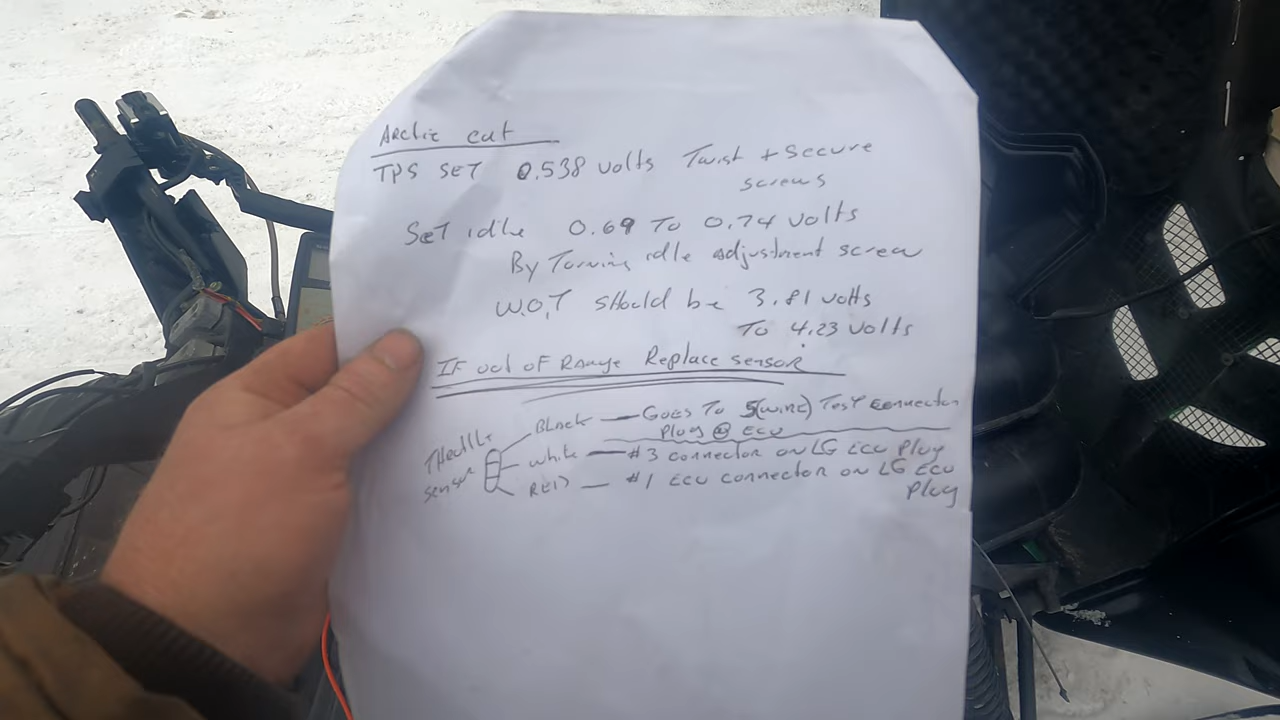 Arctic cat
TPS SET 0.538 volts Twist + Secure
screws
Set idle 0.69 To 0.74 volts
By Turning idle adjustment screw
W.O.T should be 3.81 volts
To 4.23 volts
IF out of Range Replace sensor
Black — Goes To 5(wire) Test connector
Plug @ ECU
Throttle
sensor
white — #3 connector on LG ECU Plug
RED — #1 ECU connector on LG ECU
Plug